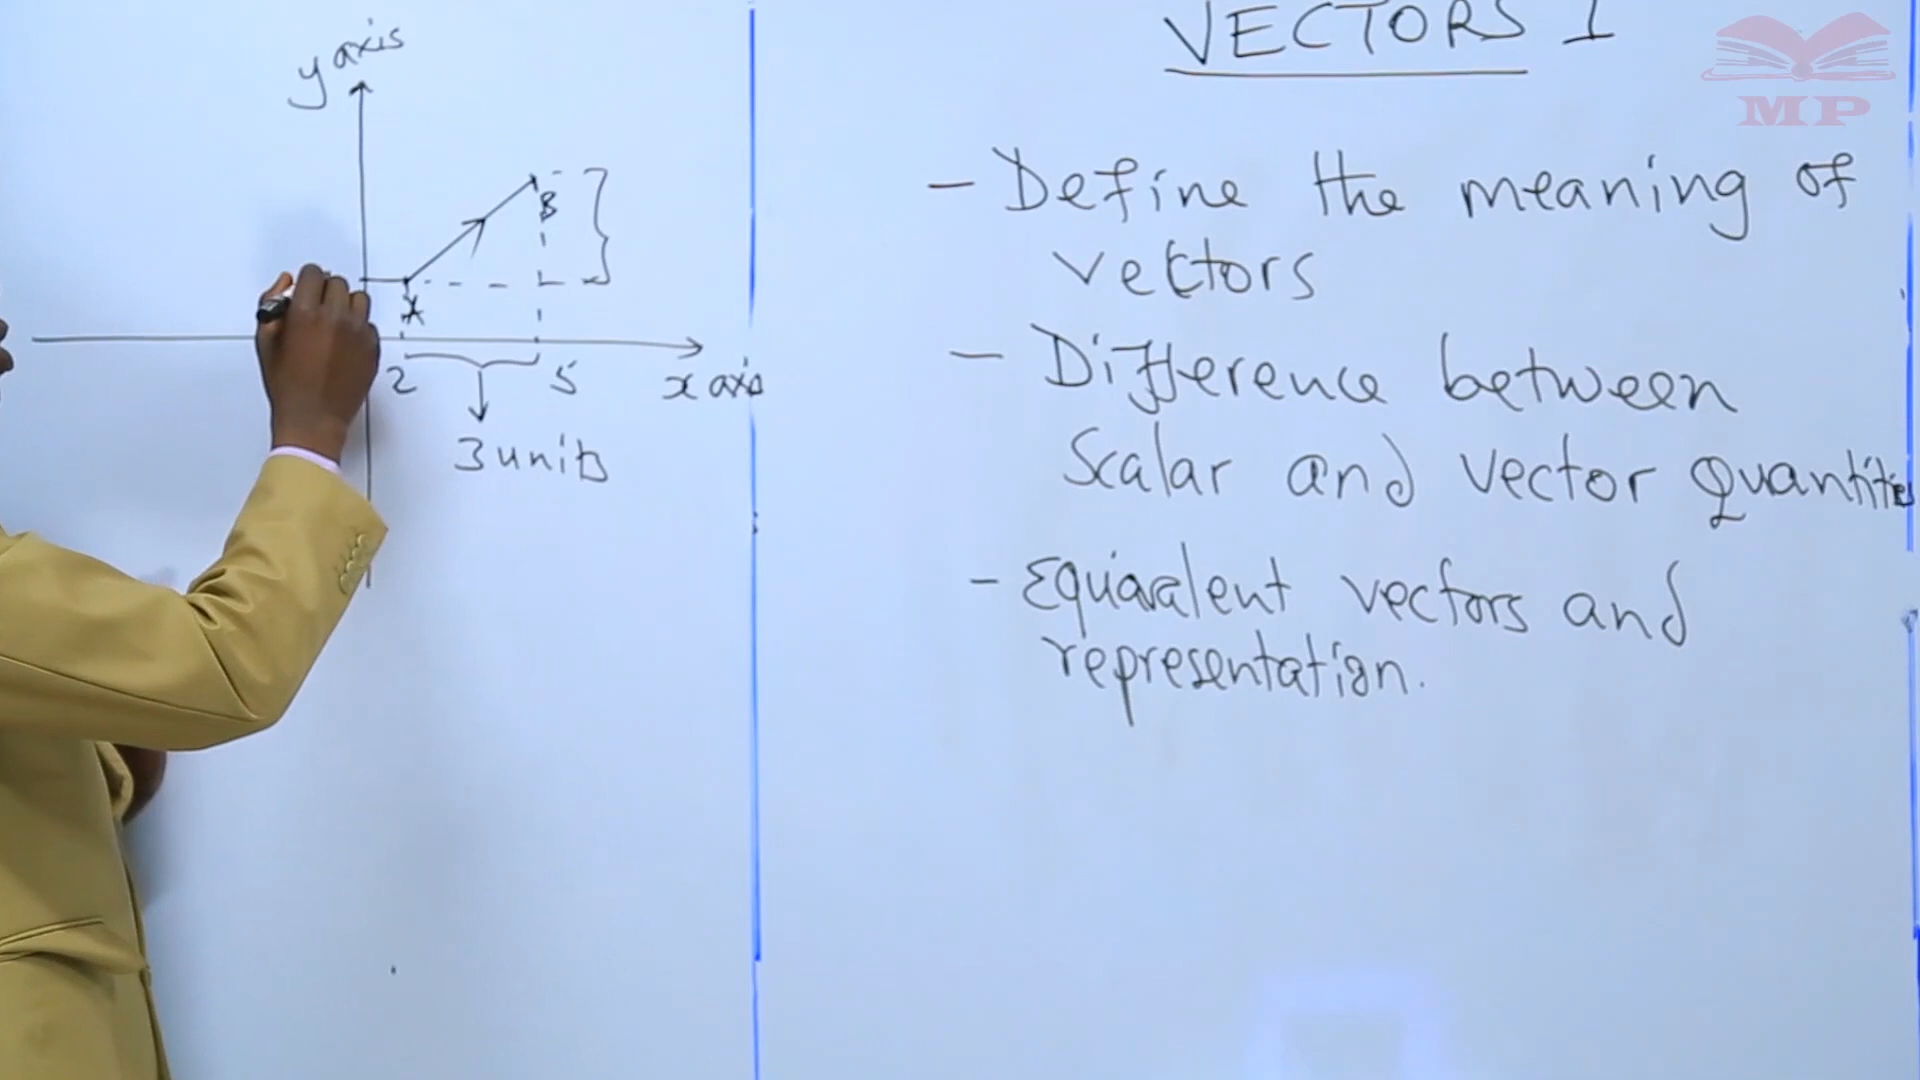 y axis
B
A
2
5
x axis
3 units
VECTORS 1
- Define the meaning of
vectors
- Difference between
Scalar and vector Quantities
- Equivalent vectors and
representation.
MP